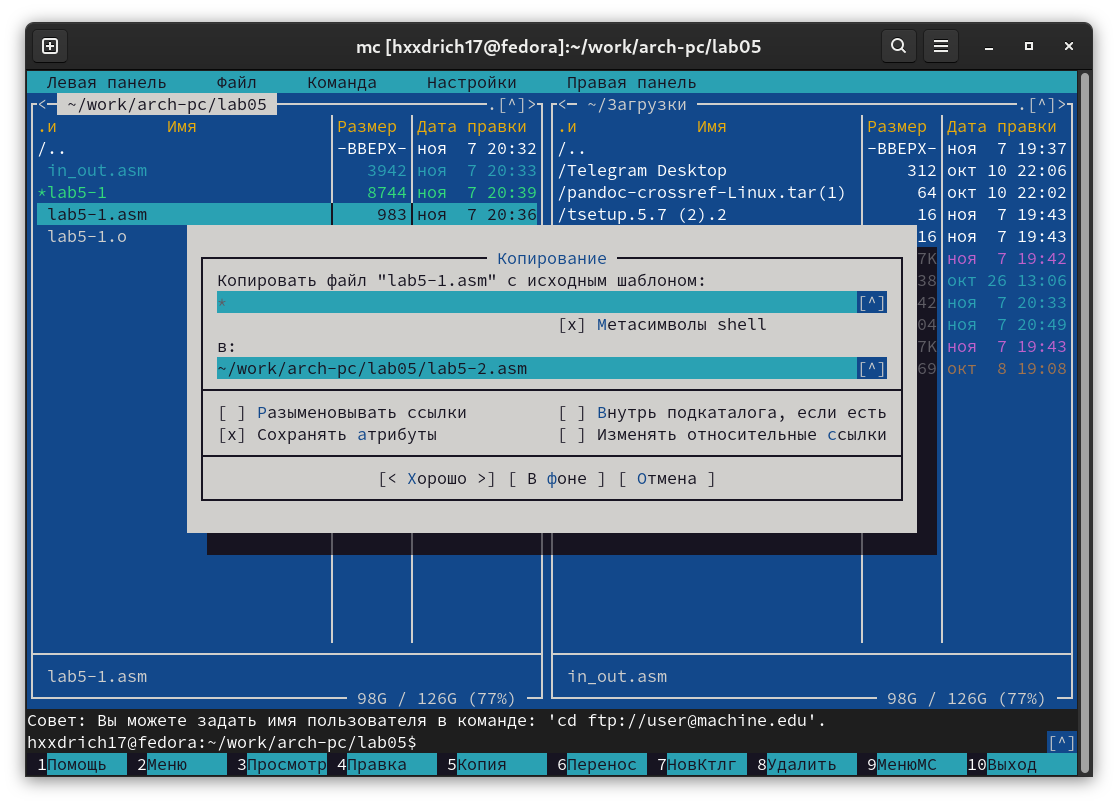 mc [hxxdrich17@fedora]:~/work/arch-pc/lab05
Левая панель Файл Команда Настройки Правая панель
<─ ~/work/arch-pc/lab05 .[^]> <─ ~/Загрузки .[^]>
.и Имя Размер Дата правки .и Имя Размер Дата правки
/.. -ВВЕРХ- ноя 7 20:32 /.. -ВВЕРХ- ноя 7 19:37
in_out.asm 3942 ноя 7 20:33 /Telegram Desktop 312 окт 10 22:06
*lab5-1 8744 ноя 7 20:39 /pandoc-crossref-Linux.tar(1) 64 окт 10 22:02
lab5-1.asm 983 ноя 7 20:36 /tsetup.5.7 (2).2 16 ноя 7 19:43
lab5-1.o 16 ноя 7 19:43
Копирование 7K ноя 7 19:42
Копировать файл "lab5-1.asm" с исходным шаблоном: 38 окт 26 13:06
* [^] 42 ноя 7 20:33
[x] Метасимволы shell 04 ноя 7 20:49
в: 7K ноя 7 19:43
~/work/arch-pc/lab05/lab5-2.asm [^] 69 окт 8 19:08
[ ] Разыменовывать ссылки [ ] Внутрь подкаталога, если есть
[x] Сохранять атрибуты [ ] Изменять относительные ссылки
[< Хорошо >] [ В фоне ] [ Отмена ]
lab5-1.asm in_out.asm
98G / 126G (77%) 98G / 126G (77%)
Совет: Вы можете задать имя пользователя в команде: 'cd ftp://user@machine.edu'.
hxxdrich17@fedora:~/work/arch-pc/lab05$ [^]
1Помощь 2Меню 3Просмотр 4Правка 5Копия 6Перенос 7НовКтлг 8Удалить 9МенюМС 10Выход